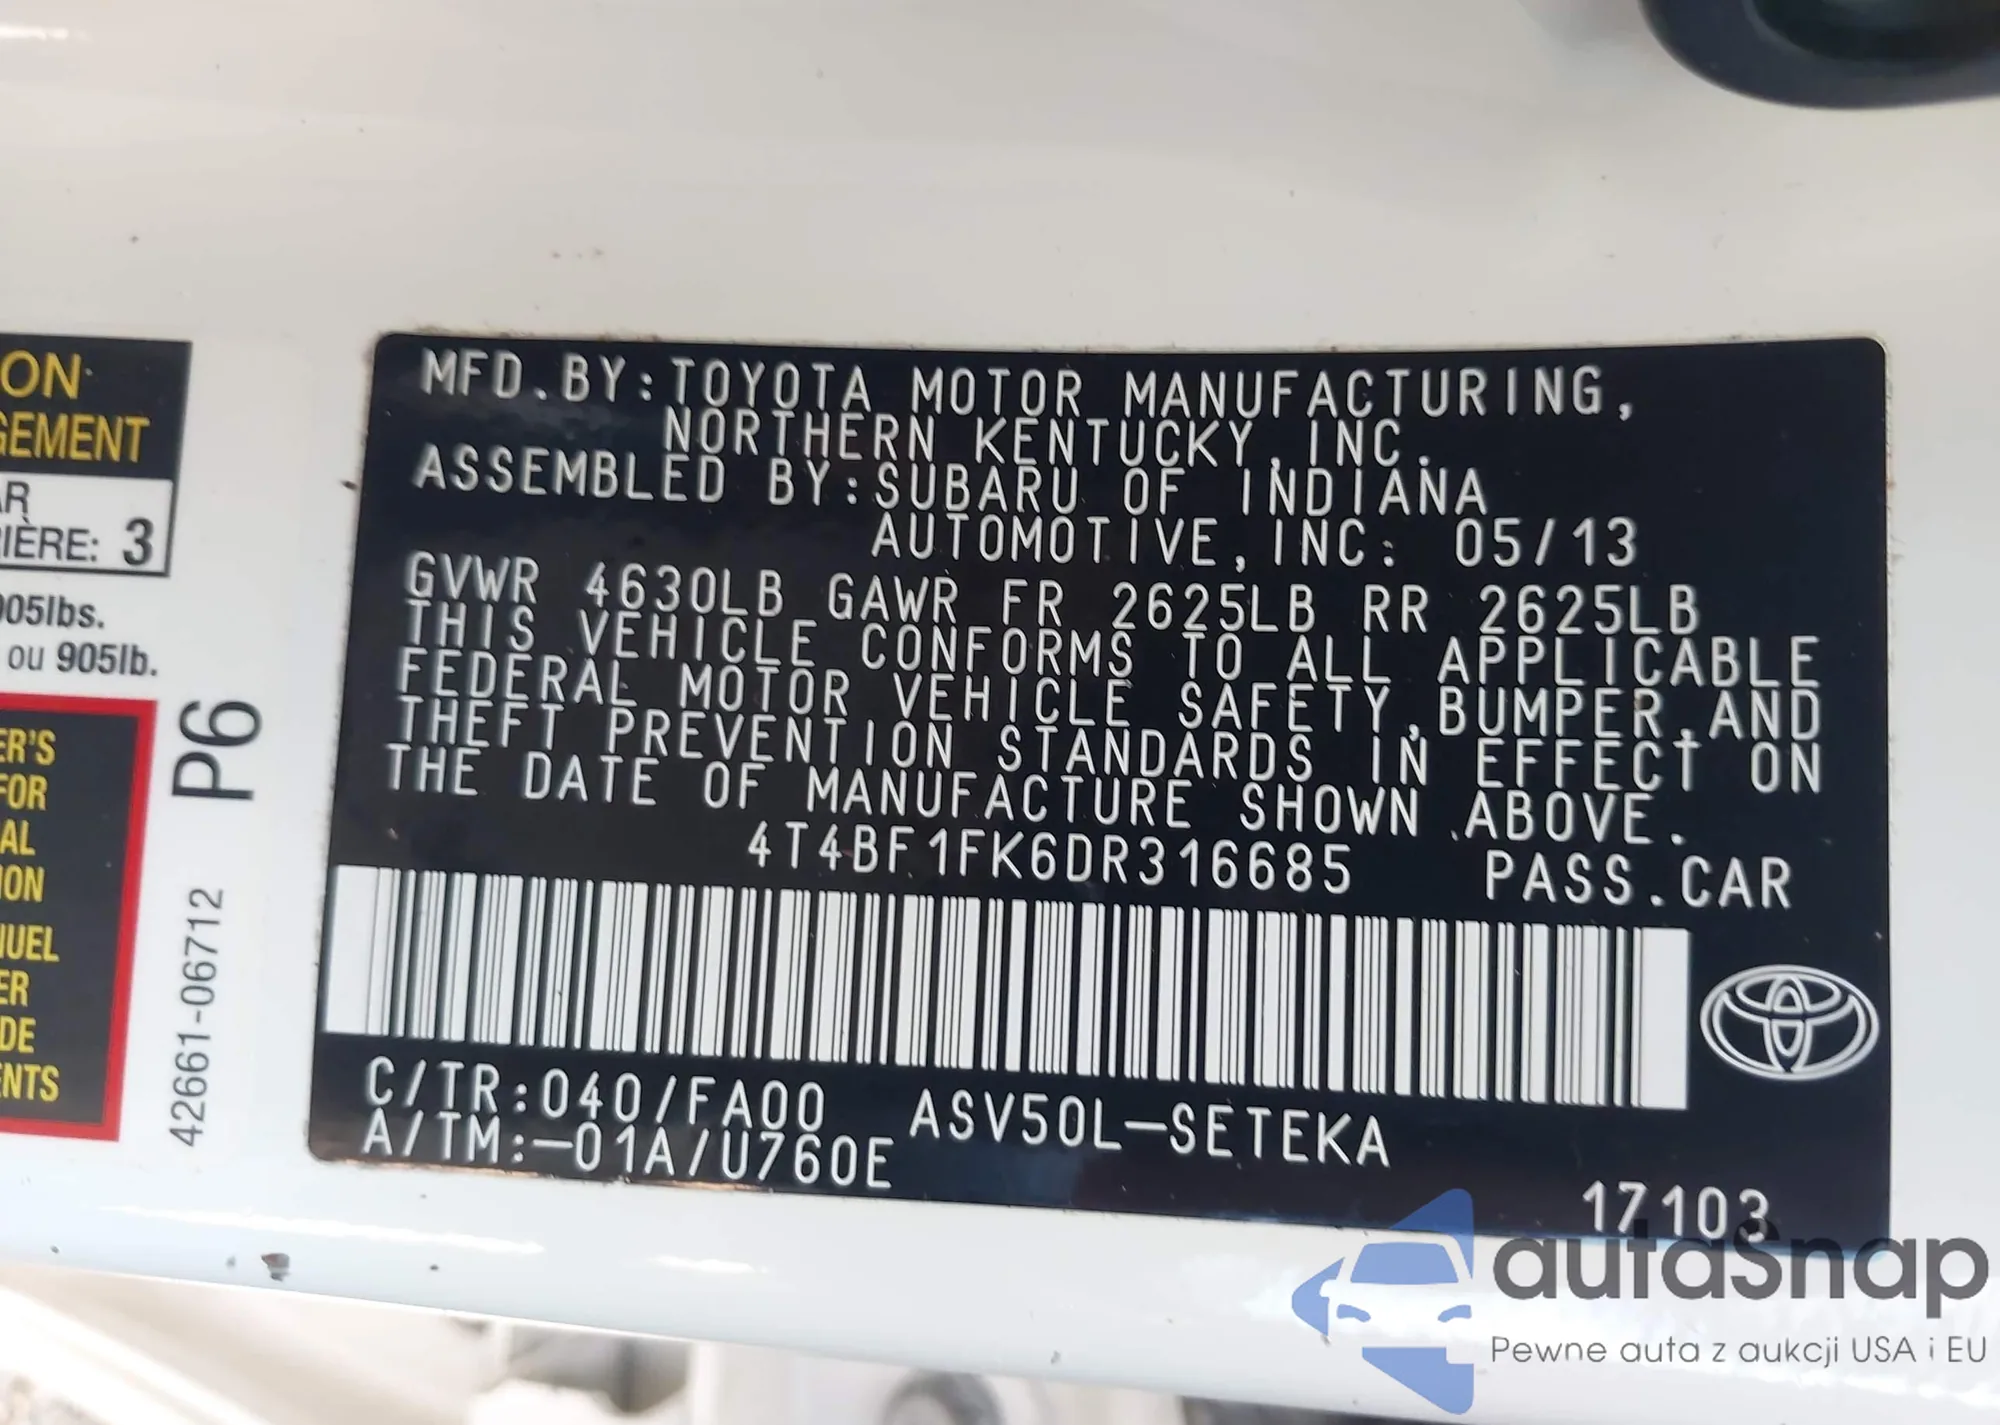 ON
GEMENT
AR
IÈRE: 3
905lbs.
ou 905lb.
ER'S
FOR
AL
ION
NUEL
ER
DE
ENTS
P6
42661-06712
MFD.BY:TOYOTA MOTOR MANUFACTURING,
NORTHERN KENTUCKY,INC.
ASSEMBLED BY:SUBARU OF INDIANA
AUTOMOTIVE,INC. 05/13
GVWR 4630LB GAWR FR 2625LB RR 2625LB
THIS VEHICLE CONFORMS TO ALL APPLICABLE
FEDERAL MOTOR VEHICLE SAFETY,BUMPER,AND
THEFT PREVENTION STANDARDS IN EFFECT ON
THE DATE OF MANUFACTURE SHOWN ABOVE.
4T4BF1FK6DR316685 PASS.CAR
C/TR:040/FA00 ASV50L-SETEKA
A/TM:-01A/U760E
17103
autaSnap
Pewne auta z aukcji USA i EU